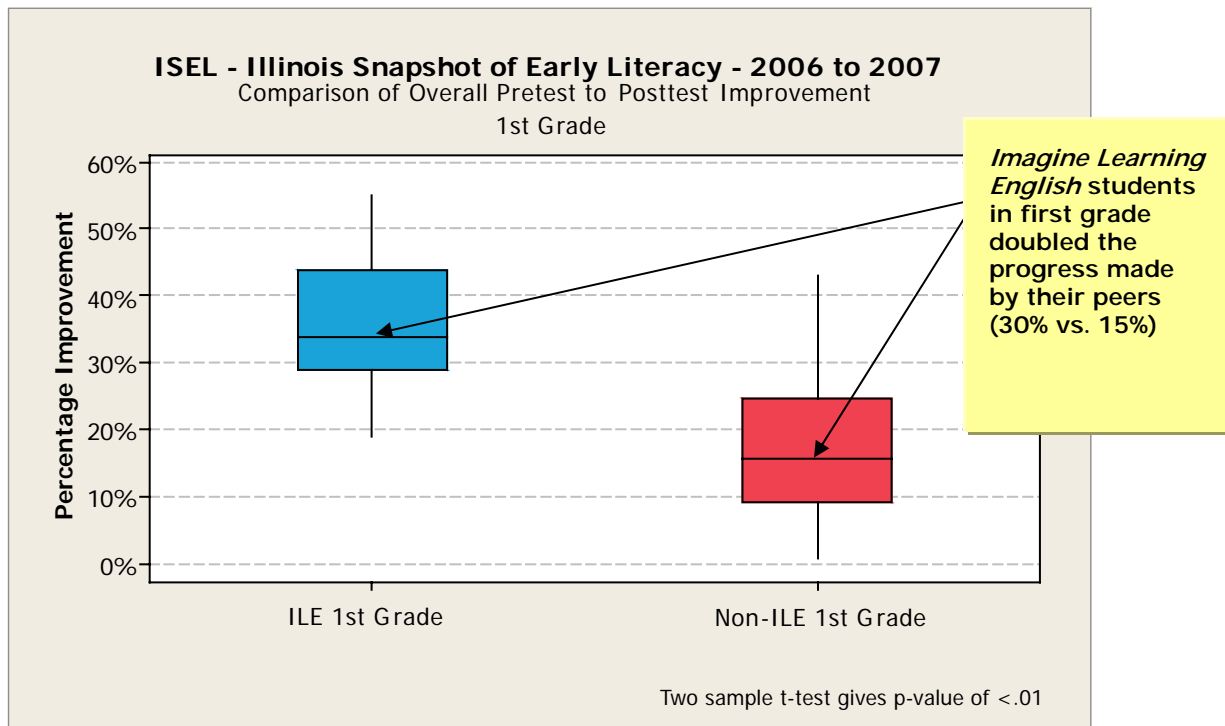 ISEL - Illinois Snapshot of Early Literacy - 2006 to 2007
Comparison of Overall Pretest to Posttest Improvement
1st Grade
Percentage Improvement
60%
50%
40%
30%
20%
10%
0%
ILE 1st Grade
Non-ILE 1st Grade
Imagine Learning
English students
in first grade
doubled the
progress made
by their peers
(30% vs. 15%)
Two sample t-test gives p-value of <.01